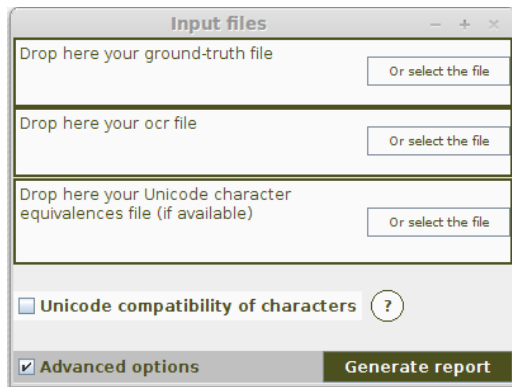 Input files
Drop here your ground-truth file
Or select the file
Drop here your ocr file
Or select the file
Drop here your Unicode character
equivalences file (if available)
Or select the file
Unicode compatibility of characters ?
Advanced options
Generate report